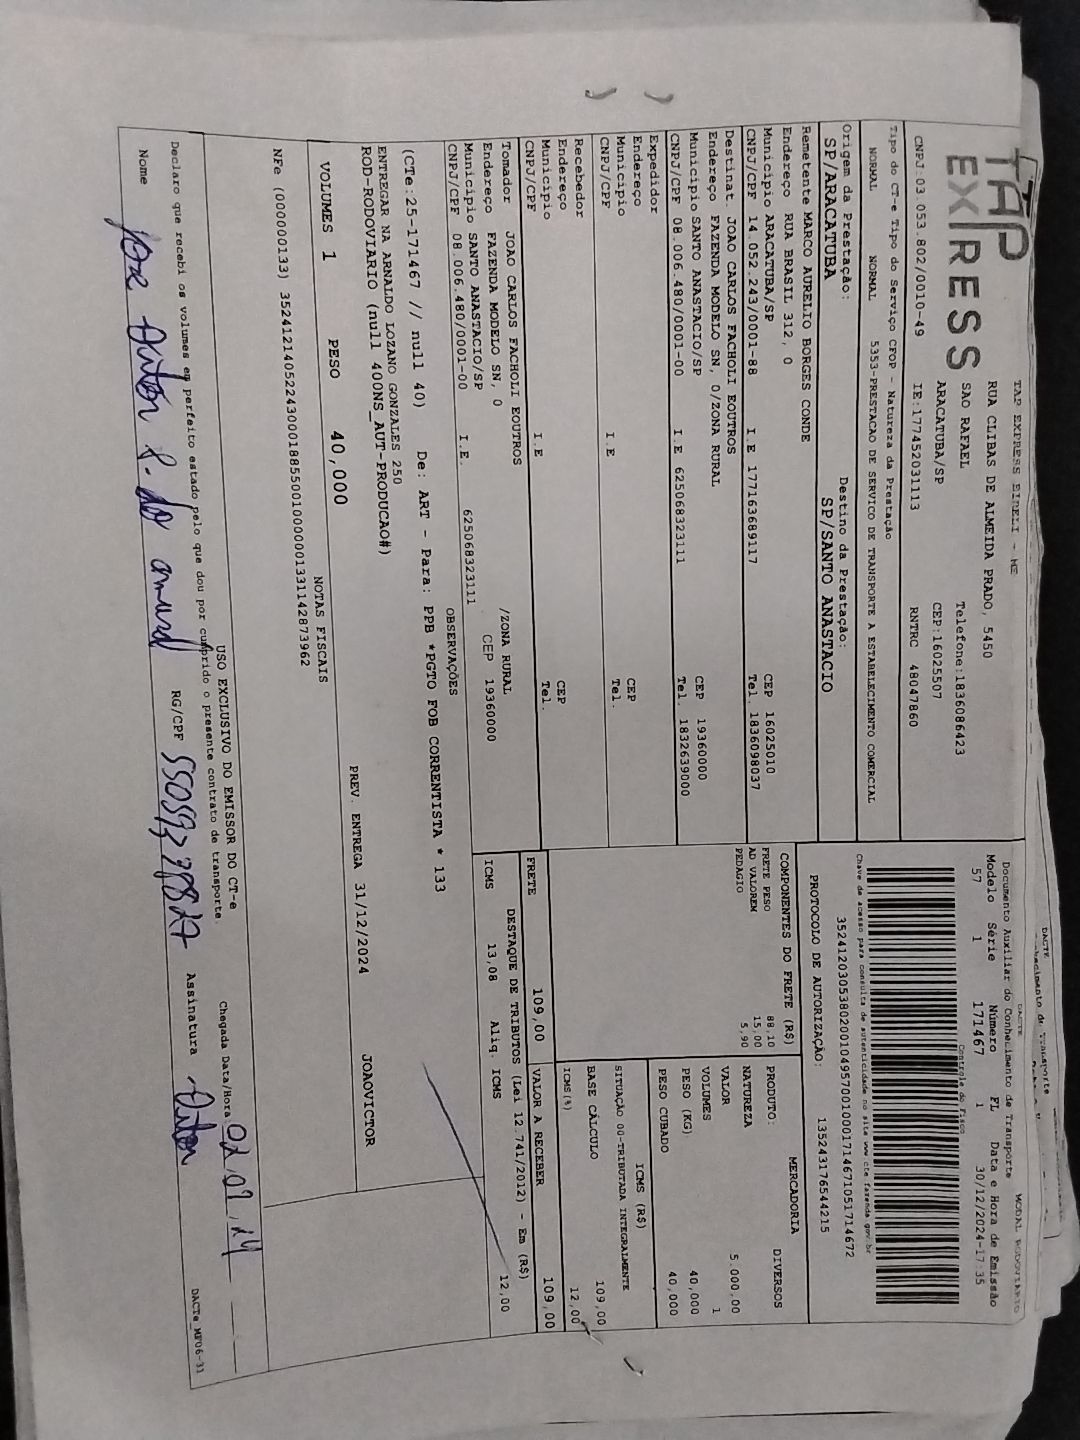 DACTE
TAP EXPRESS
TAP EXPRESS EIRELI - ME
RUA CLIBAS DE ALMEIDA PRADO, 5450
SAO RAFAEL
Telefone:1836086423
ARACATUBA/SP
CEP:16025507
CNPJ:03.053.802/0010-49
IE:177452031113
RNTRC 48047860
Tipo do CT-e Tipo do Serviço CFOP - Natureza da Prestação
NORMAL NORMAL 5353-PRESTACAO DE SERVICO DE TRANSPORTE A ESTABELECIMENTO COMERCIAL
Origem da Prestação: Destino da Prestação:
SP/ARACATUBA SP/SANTO ANASTACIO
Remetente MARCO AURELIO BORGES CONDE
Endereço RUA BRASIL 312, 0
Município ARACATUBA/SP CEP 16025010
CNPJ/CPF 14.052.243/0001-88 I.E 177163689117 Tel. 1836098037
Destinat. JOAO CARLOS FACHOLI EOUTROS
Endereço FAZENDA MODELO SN, 0/ZONA RURAL
Município SANTO ANASTACIO/SP CEP 19360000
CNPJ/CPF 08.006.480/0001-00 I.E 625068323111 Tel. 1832639000
Expedidor
Endereço
Município CEP
CNPJ/CPF I.E Tel.
Recebedor
Endereço
Município CEP
CNPJ/CPF I.E Tel.
Tomador JOAO CARLOS FACHOLI EOUTROS
Endereço FAZENDA MODELO SN, 0 /ZONA RURAL
Município SANTO ANASTACIO/SP CEP 19360000
CNPJ/CPF 08.006.480/0001-00 I.E. 625068323111
DACTE MODAL RODOVIARIO
Documento Auxiliar do Conhecimento de Transporte
Modelo Série Número FL Data e Hora de Emissão
57 1 171467 1 30/12/2024-17:35
Controle do Fisco
Chave de acesso para consulta de autenticidade no site www.cte.fazenda.gov.br
35241203053802001049570010001714671051714672
PROTOCOLO DE AUTORIZAÇÃO: 135243176544215
COMPONENTES DO FRETE (R$)
FRETE PESO 88,10
AD VALOREM 15,00
PEDAGIO 5,90
MERCADORIA
PRODUTO: DIVERSOS
NATUREZA
VALOR 5.000,00
VOLUMES 1
PESO (KG) 40,000
PESO CUBADO 40,000
ICMS (R$)
SITUAÇÃO 00-TRIBUTADA INTEGRALMENTE
BASE CÁLCULO 109,00
ICMS(%) 12,00
FRETE 109,00 VALOR A RECEBER 109,00
DESTAQUE DE TRIBUTOS (Lei 12.741/2012) - Em (R$)
ICMS 13,08 Aliq. ICMS 12,00
OBSERVAÇÕES
(CTe:25-171467 // null 40) De: ART - Para: PPB *PGTO FOB CORRENTISTA * 133
ENTREGAR NA ARNALDO LOZANO GONZALES 250
ROD-RODOVIARIO (null 400NS_AUT-PRODUCAO#)
VOLUMES 1 PESO 40,000 PREV. ENTREGA 31/12/2024 JOAOVICTOR
NOTAS FISCAIS
NFe (000000133) 35241214052243000188550010000001331142873962
USO EXCLUSIVO DO EMISSOR DO CT-e
Declaro que recebi os volumes em perfeito estado pelo que dou por cumprido o presente contrato de transporte.
Chegada Data/Hora
Nome RG/CPF Assinatura
DACTe_MF06-31